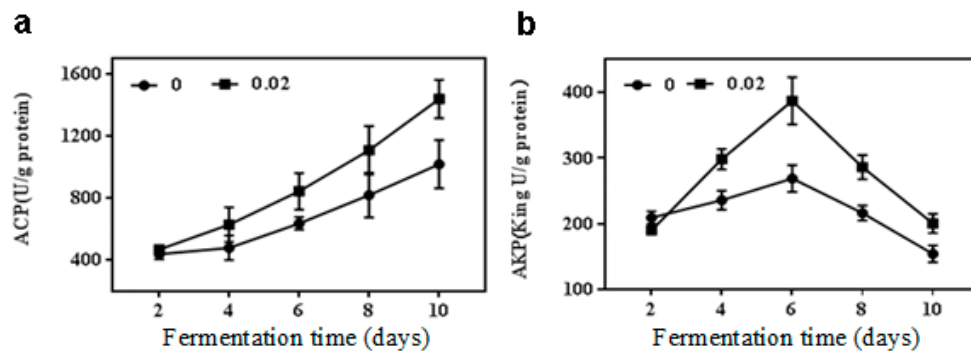 a
0 0.02
ACP(U/g protein)
1600
1200
800
400
2 4 6 8 10
Fermentation time (days)
b
0 0.02
AKP(King U/g protein)
400
300
200
100
2 4 6 8 10
Fermentation time (days)